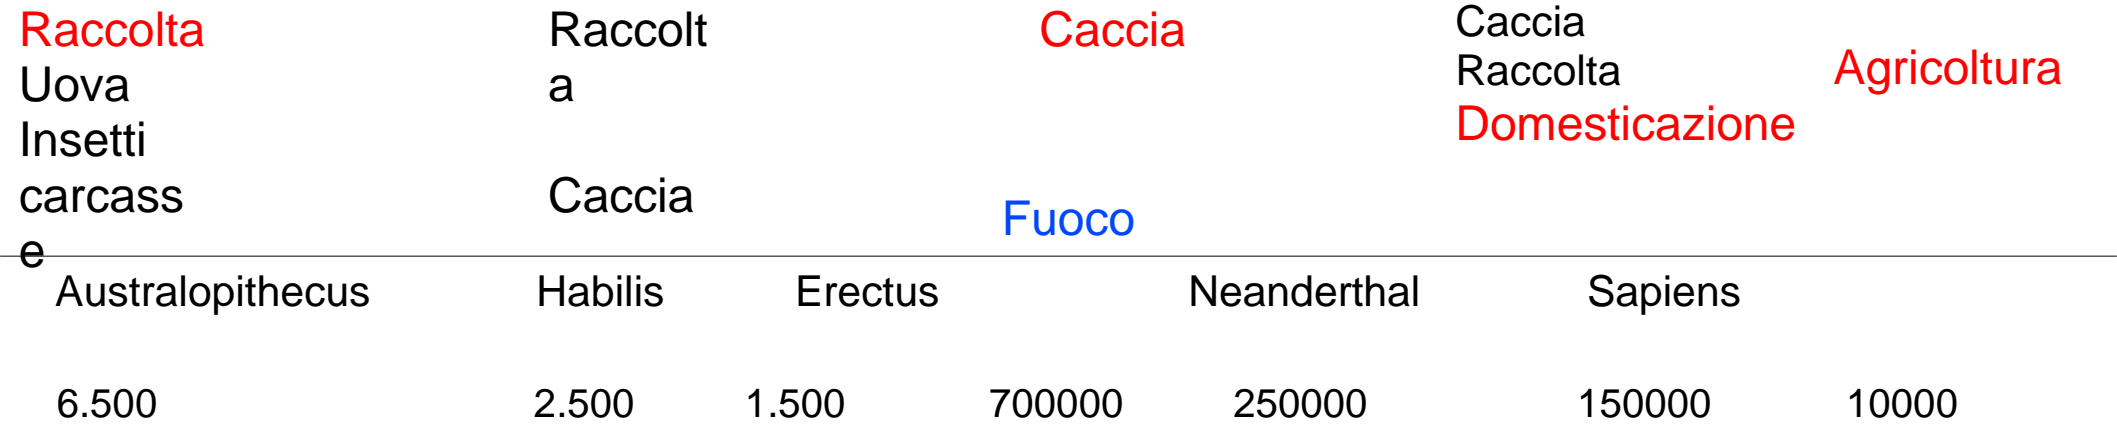 Raccolta
Uova
Insetti
carcass
e
Raccolt
a
Caccia
Caccia
Fuoco
Caccia
Raccolta
Domesticazione
Agricoltura
Australopithecus Habilis Erectus Neanderthal Sapiens
6.500 2.500 1.500 700000 250000 150000 10000